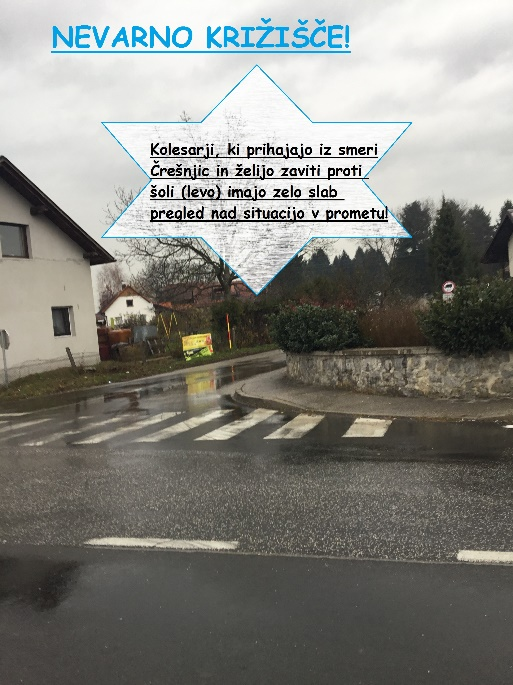 NEVARNO KRIŽIŠČE!
Kolesarji, ki prihajajo iz smeri
Črešnjic in želijo zaviti proti
šoli (levo) imajo zelo slab
pregled nad situacijo v prometu!